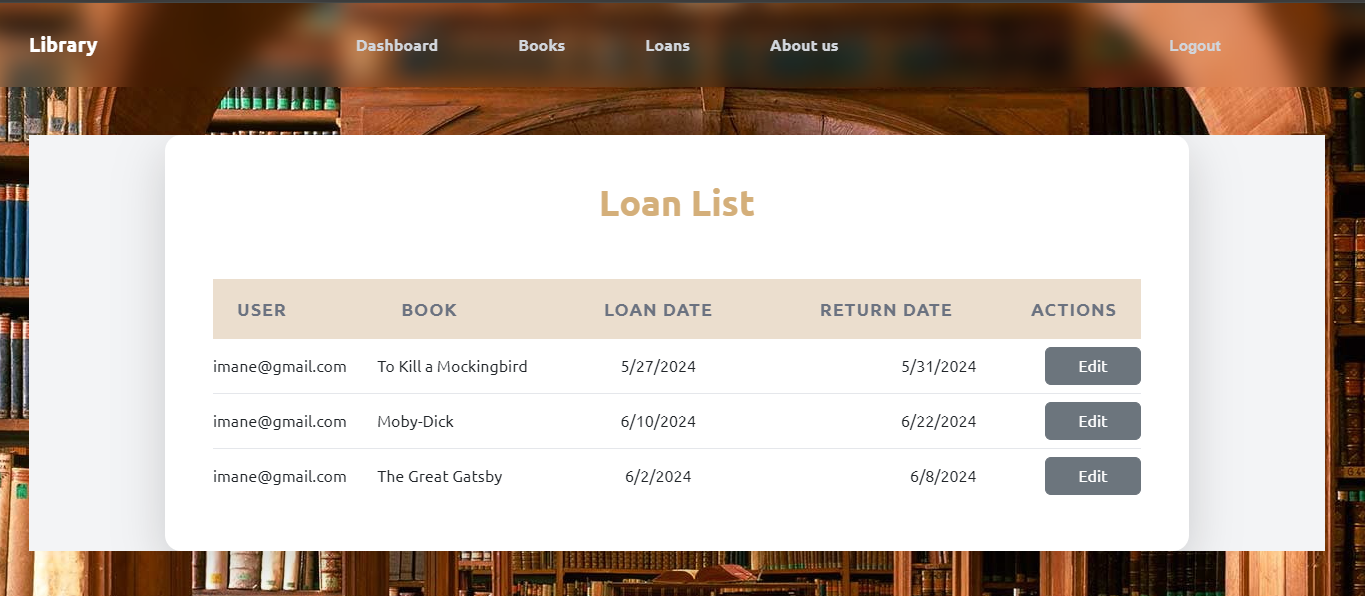 Library Dashboard Books Loans About us Logout
Loan List
USER BOOK LOAN DATE RETURN DATE ACTIONS
imane@gmail.com To Kill a Mockingbird 5/27/2024 5/31/2024 Edit
imane@gmail.com Moby-Dick 6/10/2024 6/22/2024 Edit
imane@gmail.com The Great Gatsby 6/2/2024 6/8/2024 Edit